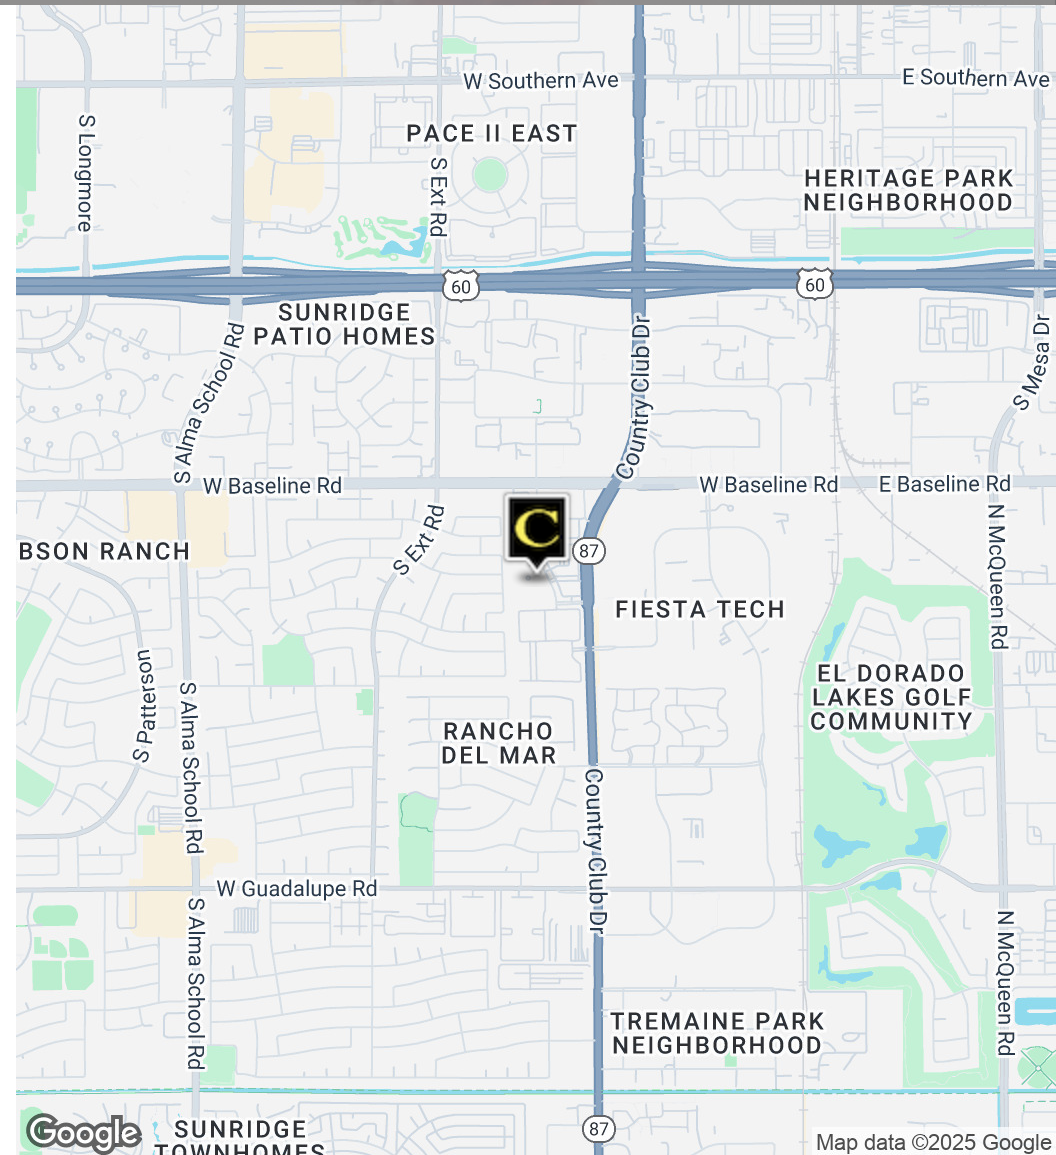 W Southern Ave
E Southern Ave
S Longmore
PACE II EAST
S Ext Rd
HERITAGE PARK
NEIGHBORHOOD
60
60
SUNRIDGE
PATIO HOMES
S Alma School Rd
Country Club Dr
S Mesa Dr
W Baseline Rd
W Baseline Rd
E Baseline Rd
C
S Ext Rd
87
BSON RANCH
N McQueen Rd
FIESTA TECH
S Patterson
S Alma School Rd
EL DORADO
LAKES GOLF
COMMUNITY
RANCHO
DEL MAR
Country Club Dr
W Guadalupe Rd
S Alma School Rd
N McQueen Rd
TREMAINE PARK
NEIGHBORHOOD
87
Google
SUNRIDGE
TOWNHOMES
Map data ©2025 Google